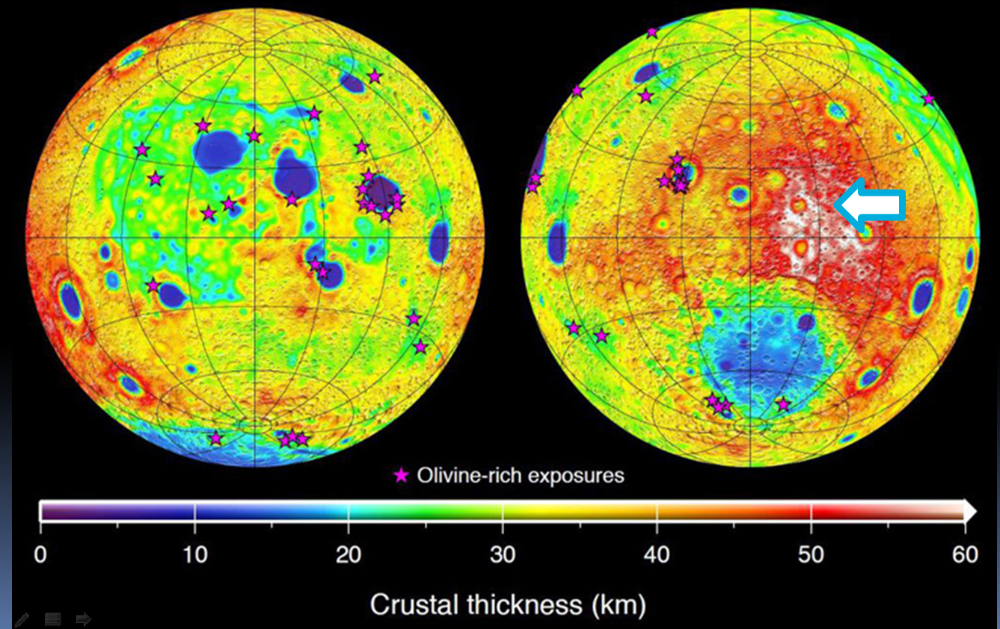 ★ Olivine-rich exposures
0 10 20 30 40 50 60
Crustal thickness (km)